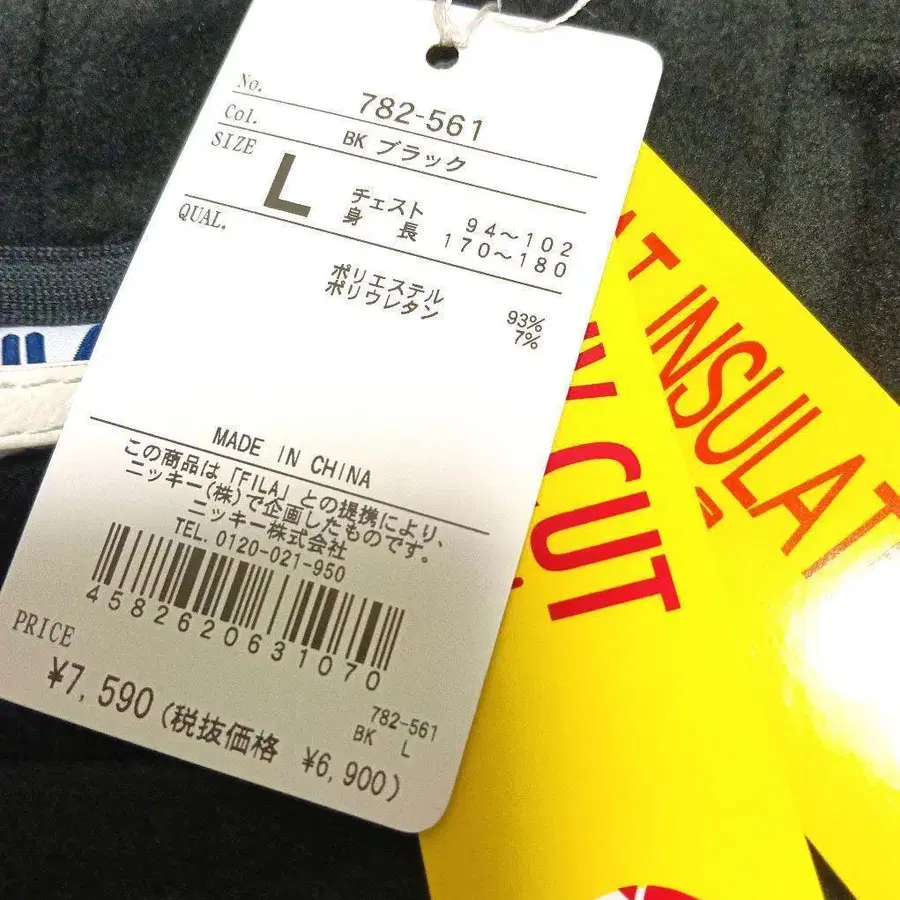 No. 782-561
Col. BK ブラック
SIZE L チェスト 94～102
身長 170～180
QUAL.
ポリエステル 93%
ポリウレタン 7%
MADE IN CHINA
この商品は「FILA」との提携により、
ニッキー(株)で企画したものです。
ニッキー株式会社
TEL. 0120-021-950
4582620631070
PRICE
782-561
BK L
¥7,590(税抜価格 ¥6,900)
CUT